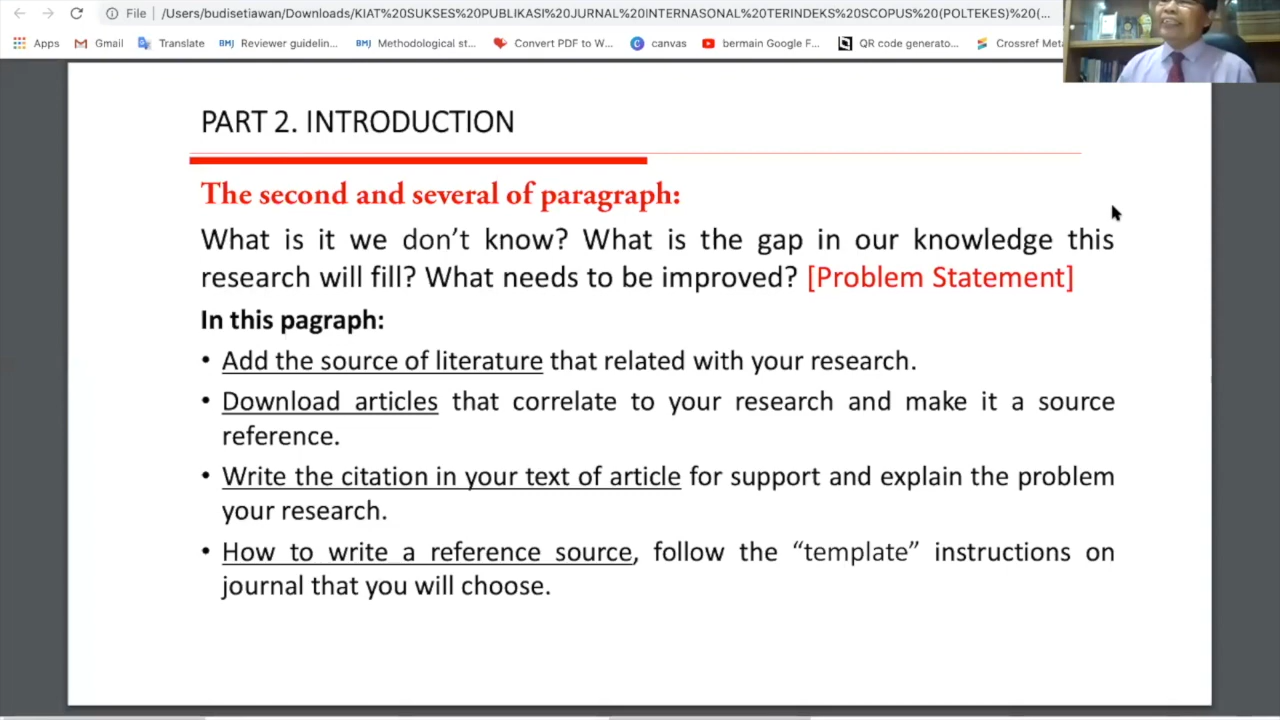 File /Users/budisetiawan/Downloads/KIAT%20SUKSES%20PUBLIKASI%20JURNAL%20INTERNASONAL%20TERINDEKS%20SCOPUS%20(POLTEKES)%20(...
Apps Gmail Translate BMJ Reviewer guidelin... BMJ Methodological st... Convert PDF to W... C canvas bermain Google F... QR code generato... Crossref Meta
PART 2. INTRODUCTION
The second and several of paragraph:
What is it we don't know? What is the gap in our knowledge this
research will fill? What needs to be improved? [Problem Statement]
In this pagraph:
• Add the source of literature that related with your research.
• Download articles that correlate to your research and make it a source
reference.
• Write the citation in your text of article for support and explain the problem
your research.
• How to write a reference source, follow the “template” instructions on
journal that you will choose.